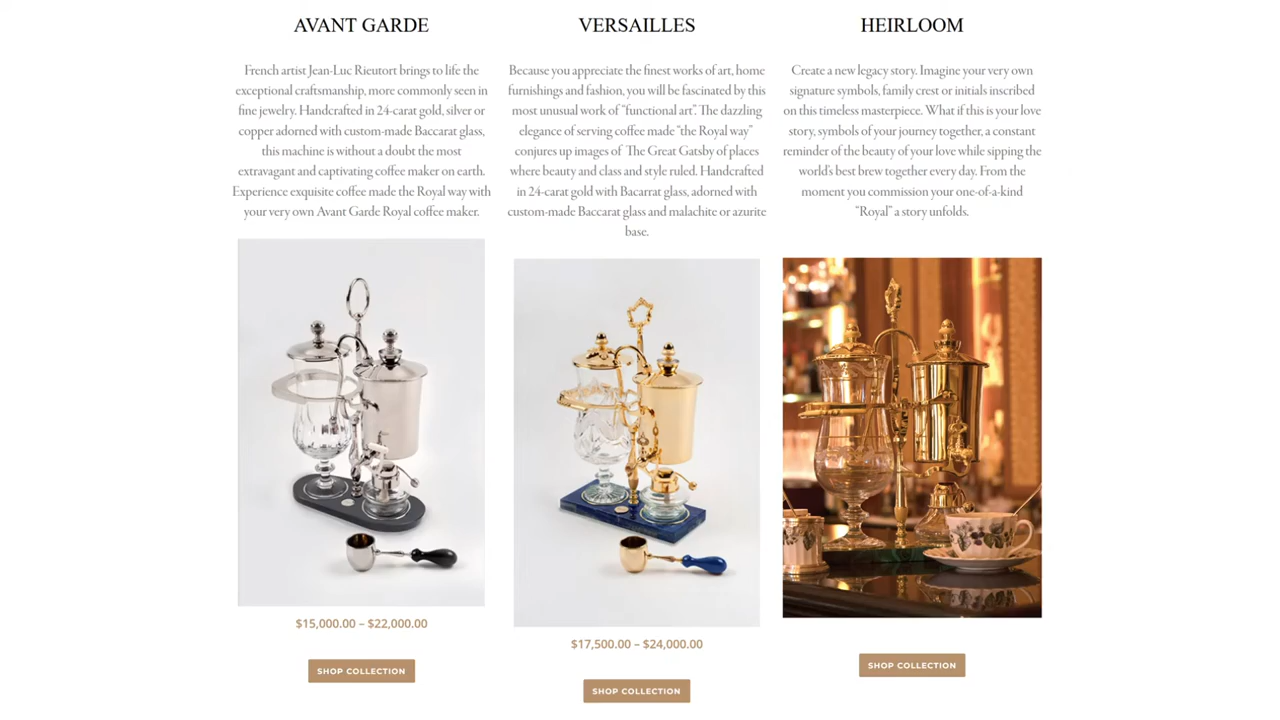 AVANT GARDE
French artist Jean-Luc Rieutort brings to life the
exceptional craftsmanship, more commonly seen in
fine jewelry. Handcrafted in 24-carat gold, silver or
copper adorned with custom-made Baccarat glass,
this machine is without a doubt the most
extravagant and captivating coffee maker on earth.
Experience exquisite coffee made the Royal way with
your very own Avant Garde Royal coffee maker.
$15,000.00 – $22,000.00
SHOP COLLECTION
VERSAILLES
Because you appreciate the finest works of art, home
furnishings and fashion, you will be fascinated by this
most unusual work of “functional art”. The dazzling
elegance of serving coffee made “the Royal way”
conjures up images of The Great Gatsby of places
where beauty and class and style ruled. Handcrafted
in 24-carat gold with Bacarrat glass, adorned with
custom-made Baccarat glass and malachite or azurite
base.
$17,500.00 – $24,000.00
SHOP COLLECTION
HEIRLOOM
Create a new legacy story. Imagine your very own
signature symbols, family crest or initials inscribed
on this timeless masterpiece. What if this is your love
story, symbols of your journey together, a constant
reminder of the beauty of your love while sipping the
world's best brew together every day. From the
moment you commission your one-of-a-kind
“Royal” a story unfolds.
SHOP COLLECTION